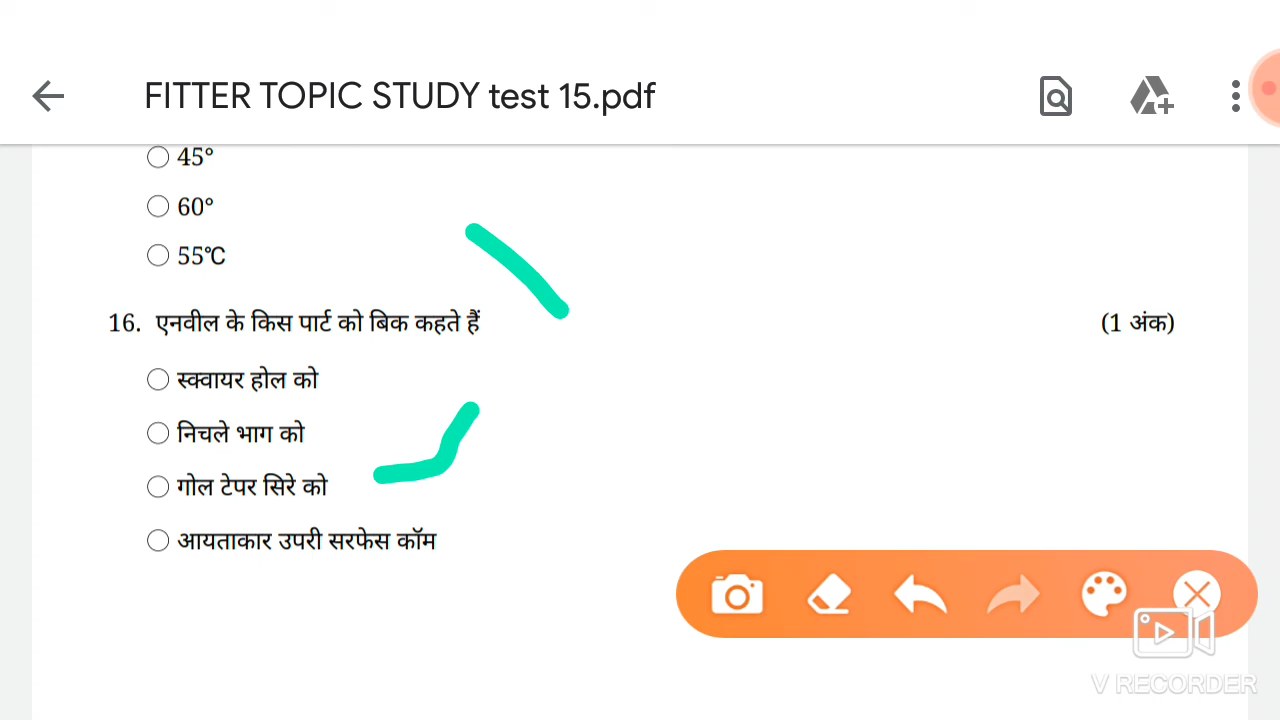 FITTER TOPIC STUDY test 15.pdf
45°
60°
55℃
16. एनवील के किस पार्ट को बिक कहते हैं (1 अंक)
स्क्वायर होल को
निचले भाग को
गोल टेपर सिरे को
आयताकार उपरी सरफेस कॉम
V RECORDER